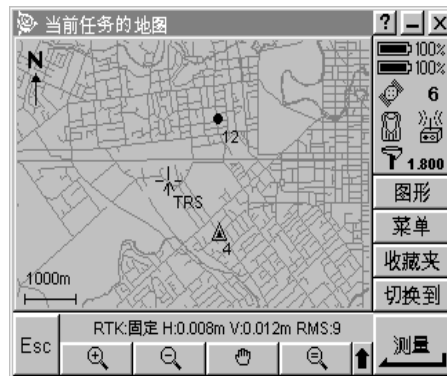 当前任务的地图
? – X
N
100%
100%
6
1.800
12
TRS
4
1000m
图形
菜单
收藏夹
切换到
RTK:固定 H:0.008m V:0.012m RMS:9
Esc
测量